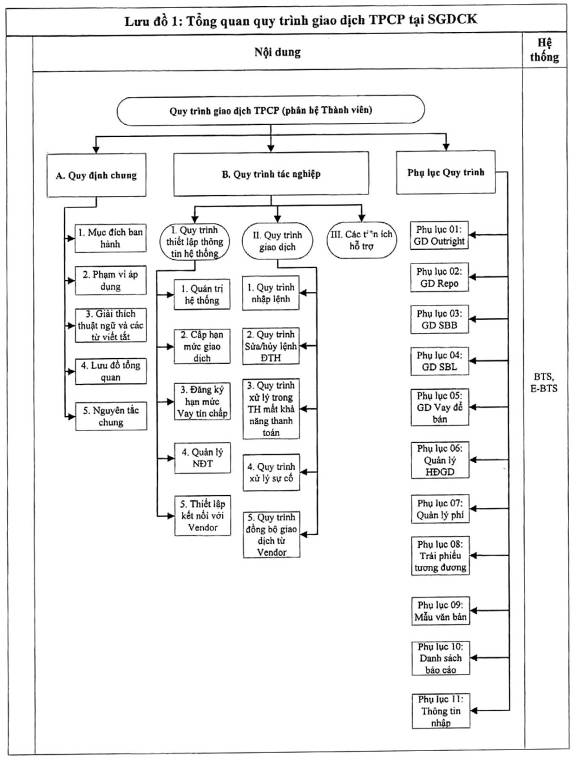 Lưu đồ 1: Tổng quan quy trình giao dịch TPCP tại SGDCK
Nội dung
Hệ
thống
Quy trình giao dịch TPCP (phân hệ Thành viên)
A. Quy định chung
B. Quy trình tác nghiệp
Phụ lục Quy trình
1. Mục đích ban
hành
2. Phạm vi áp
dụng
3. Giải thích
thuật ngữ và các
từ viết tắt
4. Lưu đồ tổng
quan
5. Nguyên tắc
chung
I. Quy trình
thiết lập thông
tin hệ thống
1. Quản trị
hệ thống
2. Cấp hạn
mức giao
dịch
3. Đăng ký
hạn mức
Vay tín chấp
4. Quản lý
NĐT
5. Thiết lập
kết nối với
Vendor
II. Quy trình
giao dịch
1. Quy trình
nhập lệnh
2. Quy trình
Sửa/hủy lệnh
ĐTH
3. Quy trình
xử lý trong
TH mất khả
năng thanh
toán
4. Quy trình
xử lý sự cố
5. Quy trình
đồng bộ giao
dịch từ
Vendor
III. Các ích
hỗ trợ
Phụ lục 01:
GD Outright
Phụ lục 02:
GD Repo
Phụ lục 03:
GD SBB
Phụ lục 04:
GD SBL
Phụ lục 05:
GD Vay để
bán
Phụ lục 06:
Quản lý
HĐGD
Phụ lục 07:
Quản lý phí
Phụ lục 08:
Trái phiếu
tương đương
Phụ lục 09:
Mẫu văn bản
Phụ lục 10:
Danh sách
báo cáo
Phụ lục 11:
Thông tin
nhập
BTS,
E-BTS